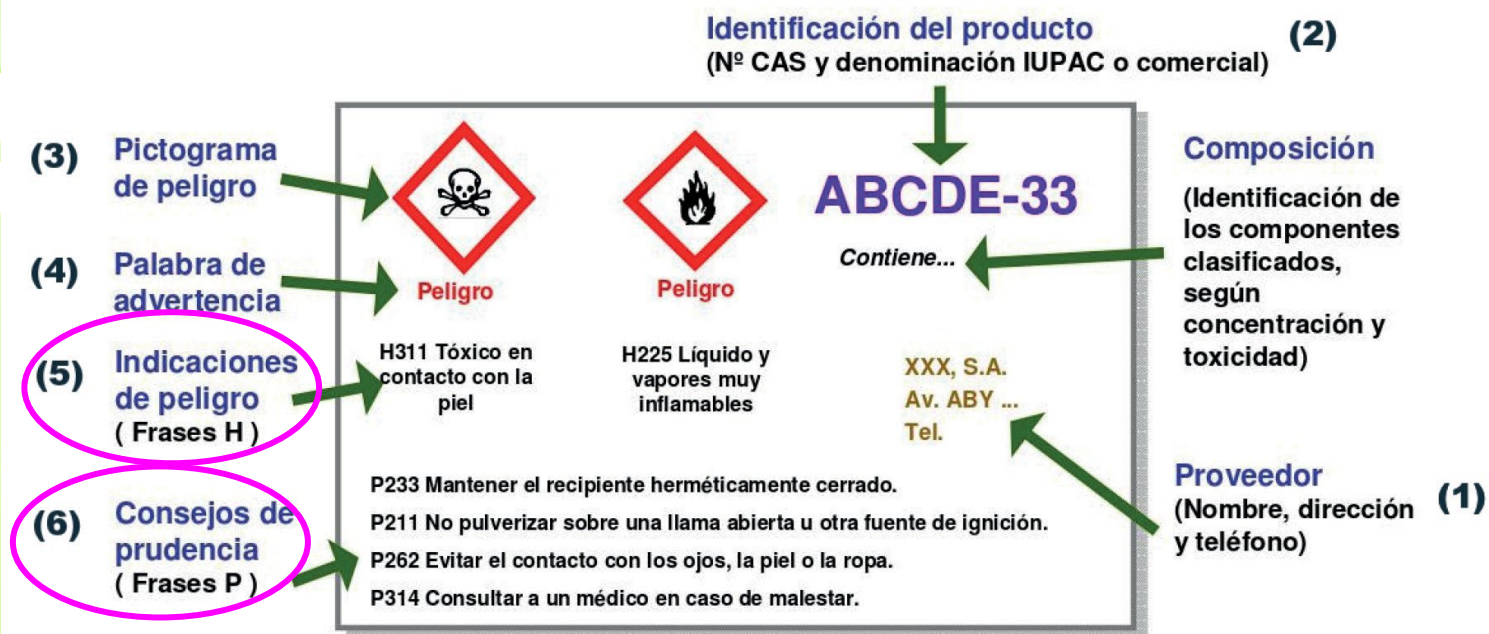 Identificación del producto
(Nº CAS y denominación IUPAC o comercial)
(2)
(3)
Pictograma
de peligro
(4)
Palabra de
advertencia
(5)
Indicaciones
de peligro
( Frases H )
(6)
Consejos de
prudencia
( Frases P )
Peligro
H311 Tóxico en
contacto con la
piel
Peligro
H225 Líquido y
vapores muy
inflamables
ABCDE-33
Contiene...
XXX, S.A.
Av. ABY ...
Tel.
P233 Mantener el recipiente herméticamente cerrado.
P211 No pulverizar sobre una llama abierta u otra fuente de ignición.
P262 Evitar el contacto con los ojos, la piel o la ropa.
P314 Consultar a un médico en caso de malestar.
Composición
(Identificación de
los componentes
clasificados,
según
concentración y
toxicidad)
Proveedor
(Nombre, dirección
y teléfono)
(1)